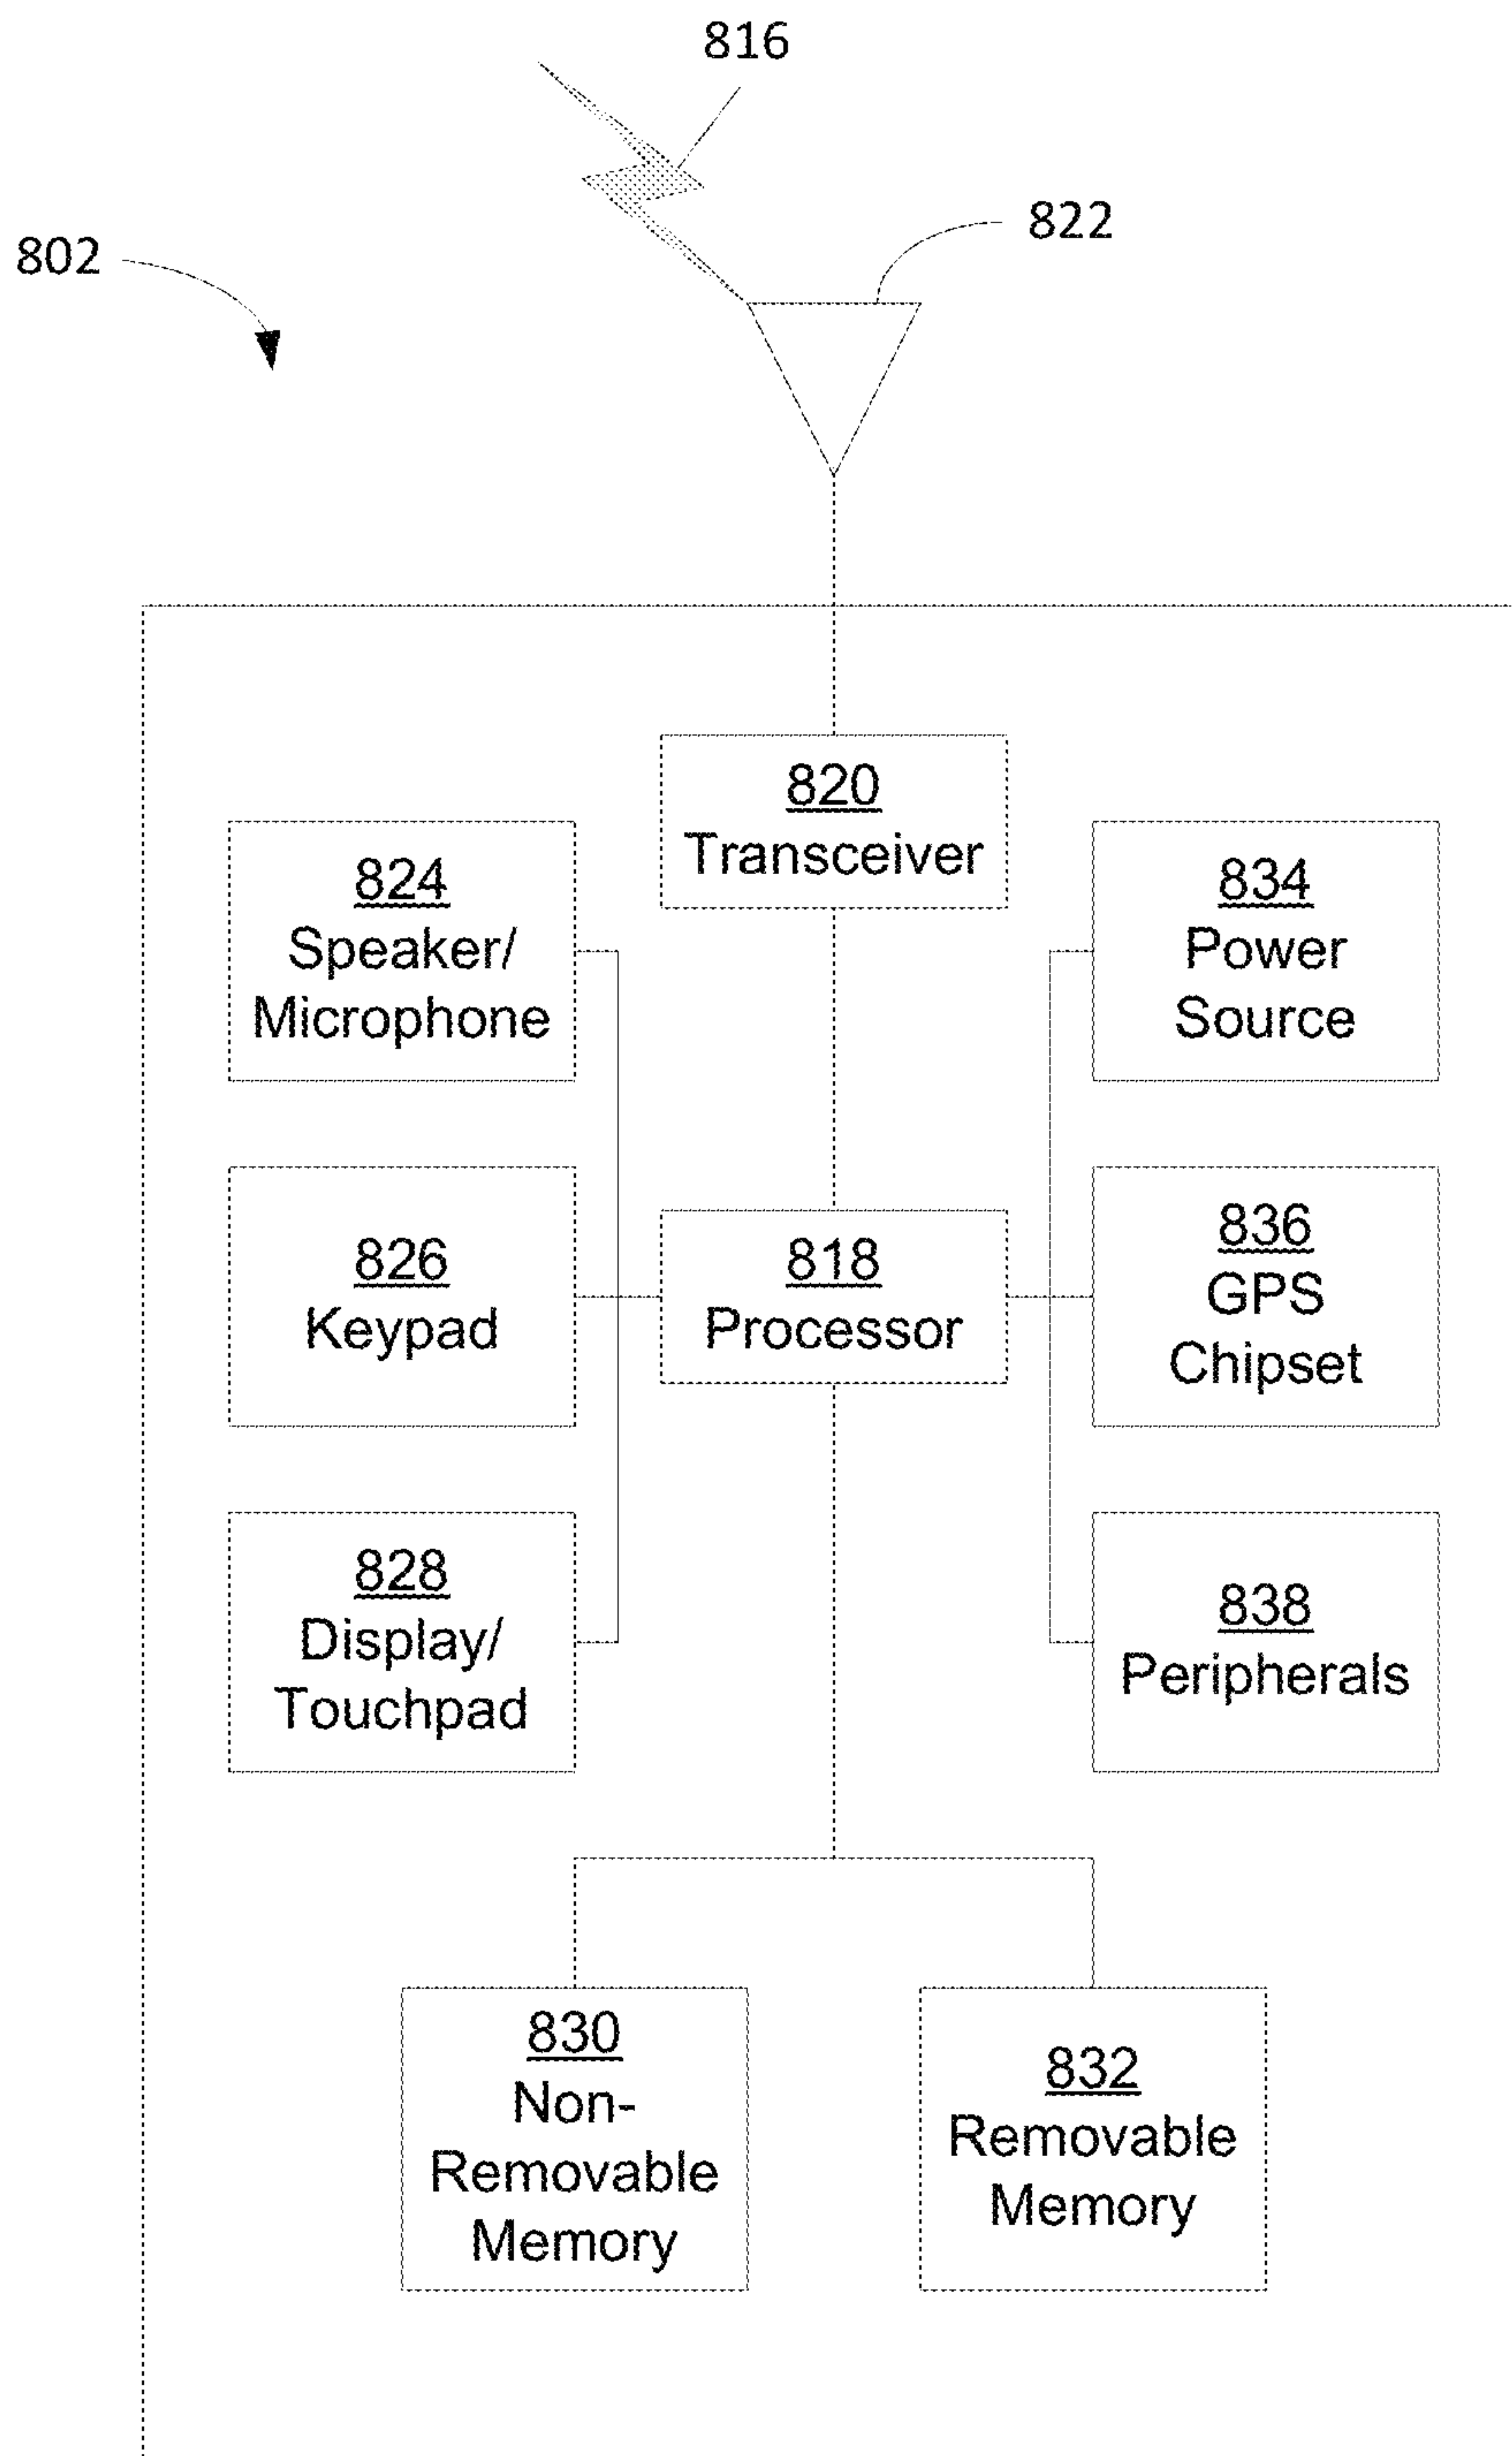 816
822
802
820
Transceiver
824
Speaker/
Microphone
834
Power
Source
826
Keypad
818
Processor
836
GPS
Chipset
828
Display/
Touchpad
838
Peripherals
830
Non-
Removable
Memory
832
Removable
Memory